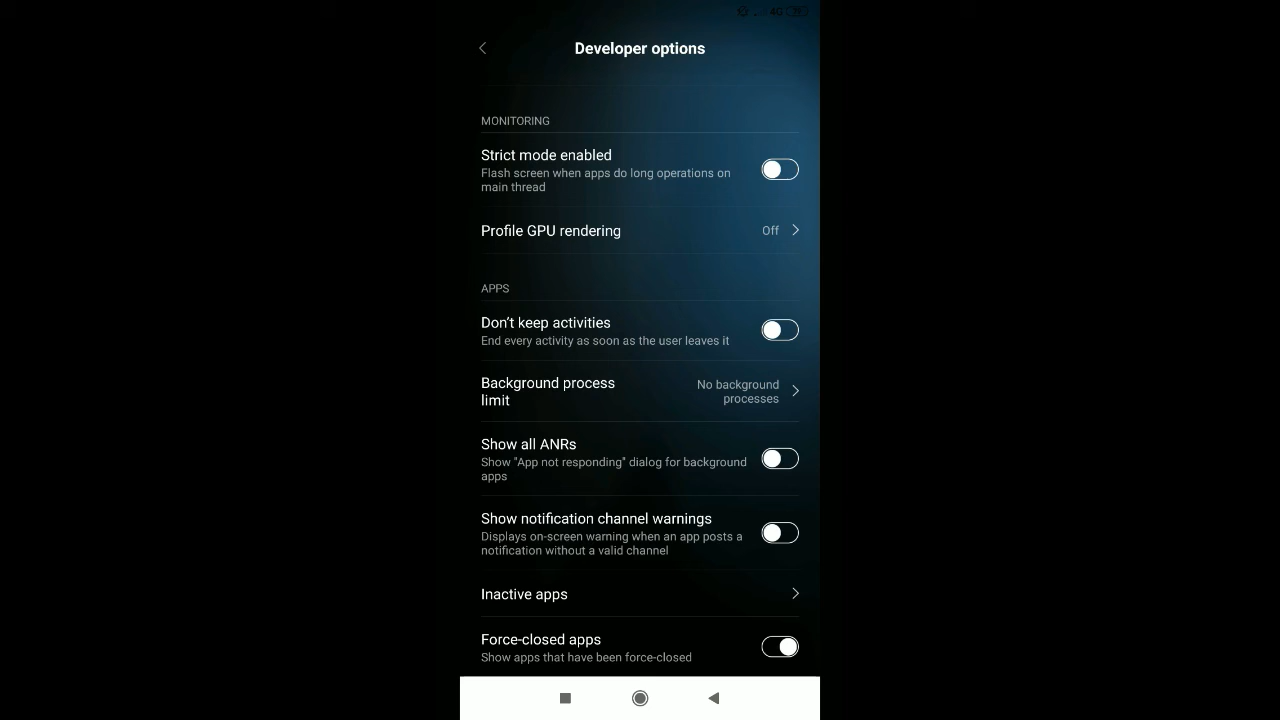 4G
Developer options
MONITORING
Strict mode enabled
Flash screen when apps do long operations on
main thread
Profile GPU rendering
Off
APPS
Don't keep activities
End every activity as soon as the user leaves it
Background process
limit
No background
processes
Show all ANRs
Show "App not responding" dialog for background
apps
Show notification channel warnings
Displays on-screen warning when an app posts a
notification without a valid channel
Inactive apps
Force-closed apps
Show apps that have been force-closed